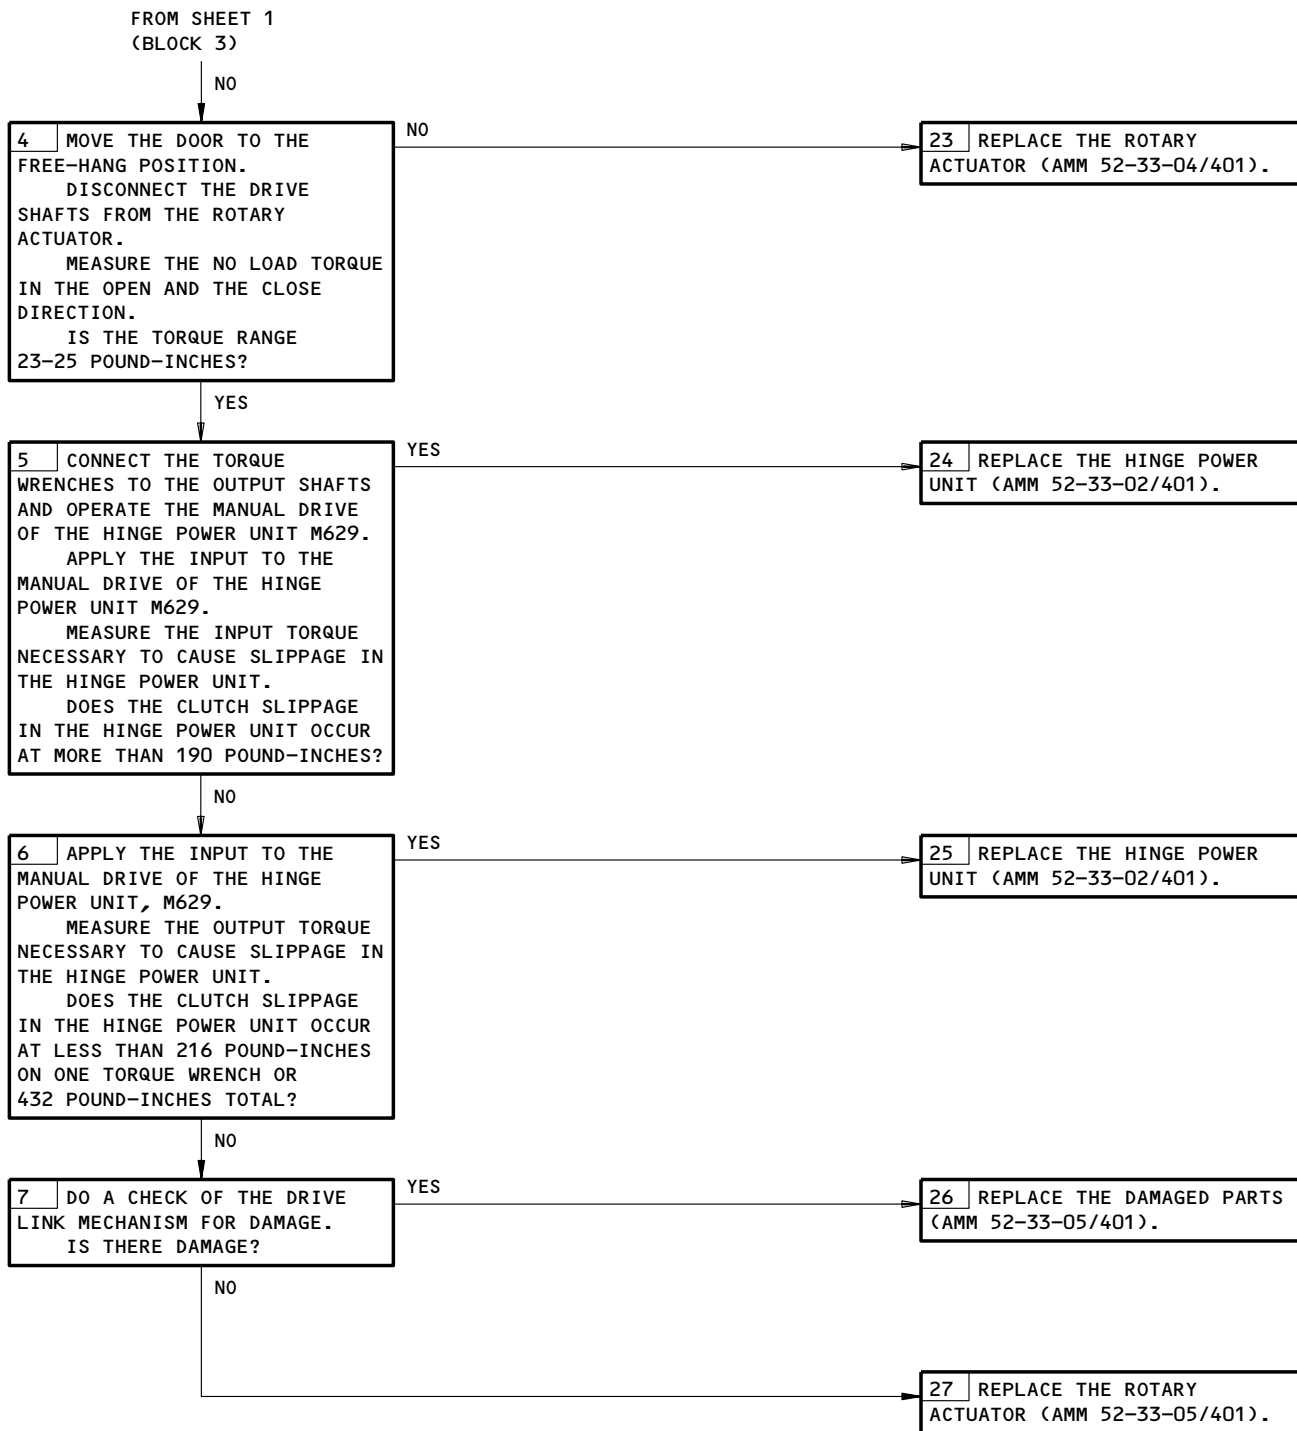 FROM SHEET 1
(BLOCK 3)
NO
4 MOVE THE DOOR TO THE
FREE-HANG POSITION.
DISCONNECT THE DRIVE
SHAFTS FROM THE ROTARY
ACTUATOR.
MEASURE THE NO LOAD TORQUE
IN THE OPEN AND THE CLOSE
DIRECTION.
IS THE TORQUE RANGE
23-25 POUND-INCHES?
NO
23 REPLACE THE ROTARY
ACTUATOR (AMM 52-33-04/401).
YES
5 CONNECT THE TORQUE
WRENCHES TO THE OUTPUT SHAFTS
AND OPERATE THE MANUAL DRIVE
OF THE HINGE POWER UNIT M629.
APPLY THE INPUT TO THE
MANUAL DRIVE OF THE HINGE
POWER UNIT M629.
MEASURE THE INPUT TORQUE
NECESSARY TO CAUSE SLIPPAGE IN
THE HINGE POWER UNIT.
DOES THE CLUTCH SLIPPAGE
IN THE HINGE POWER UNIT OCCUR
AT MORE THAN 190 POUND-INCHES?
YES
24 REPLACE THE HINGE POWER
UNIT (AMM 52-33-02/401).
NO
6 APPLY THE INPUT TO THE
MANUAL DRIVE OF THE HINGE
POWER UNIT, M629.
MEASURE THE OUTPUT TORQUE
NECESSARY TO CAUSE SLIPPAGE IN
THE HINGE POWER UNIT.
DOES THE CLUTCH SLIPPAGE
IN THE HINGE POWER UNIT OCCUR
AT LESS THAN 216 POUND-INCHES
ON ONE TORQUE WRENCH OR
432 POUND-INCHES TOTAL?
YES
25 REPLACE THE HINGE POWER
UNIT (AMM 52-33-02/401).
NO
7 DO A CHECK OF THE DRIVE
LINK MECHANISM FOR DAMAGE.
IS THERE DAMAGE?
YES
26 REPLACE THE DAMAGED PARTS
(AMM 52-33-05/401).
NO
27 REPLACE THE ROTARY
ACTUATOR (AMM 52-33-05/401).